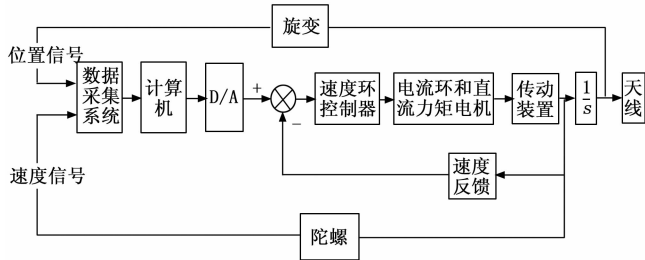 旋变
位置信号
数据
采集
系统
计算
机
D/A
+
−
速度环
控制器
电流环和直
流力矩电机
传动
装置
1
s
天
线
速度信号
速度
反馈
陀螺